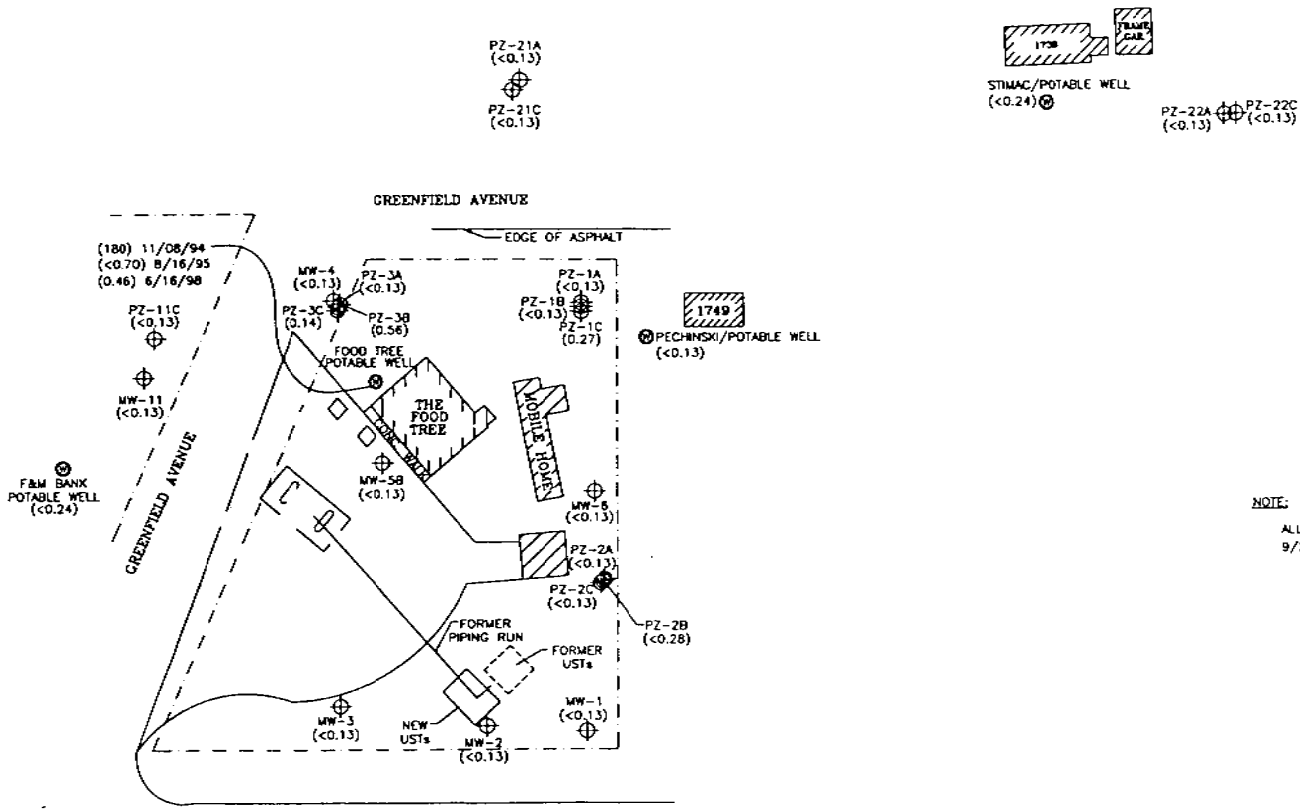 PZ-21A
(<0.13)
PZ-21C
(<0.13)
1738
FRAME
GAR.
STIMAC/POTABLE WELL
(<0.24)
W
PZ-22A
(<0.13)
PZ-22C
(<0.13)
GREENFIELD AVENUE
EDGE OF ASPHALT
(180) 11/08/94
(<0.70) 8/16/95
(0.46) 6/16/98
MW-4
(<0.13)
PZ-3A
(<0.13)
PZ-3C
(0.14)
PZ-3B
(0.56)
PZ-1A
(<0.13)
PZ-1B
(<0.13)
PZ-1C
(0.27)
1749
W
PECHINSKI/POTABLE WELL
(<0.13)
PZ-11C
(<0.13)
MW-11
(<0.13)
FOOD TREE
POTABLE WELL
W
THE
FOOD
TREE
CONC. WALK
MOBILE HOME
GREENFIELD AVENUE
W
F&M BANK
POTABLE WELL
(<0.24)
MW-5B
(<0.13)
(<0.13)
PZ-2A
(<0.13)
PZ-2C
(<0.13)
PZ-2B
(<0.28)
FORMER
PIPING RUN
FORMER
USTs
NEW
USTs
MW-3
(<0.13)
MW-2
(<0.13)
MW-1
(<0.13)
NOTE:
ALL